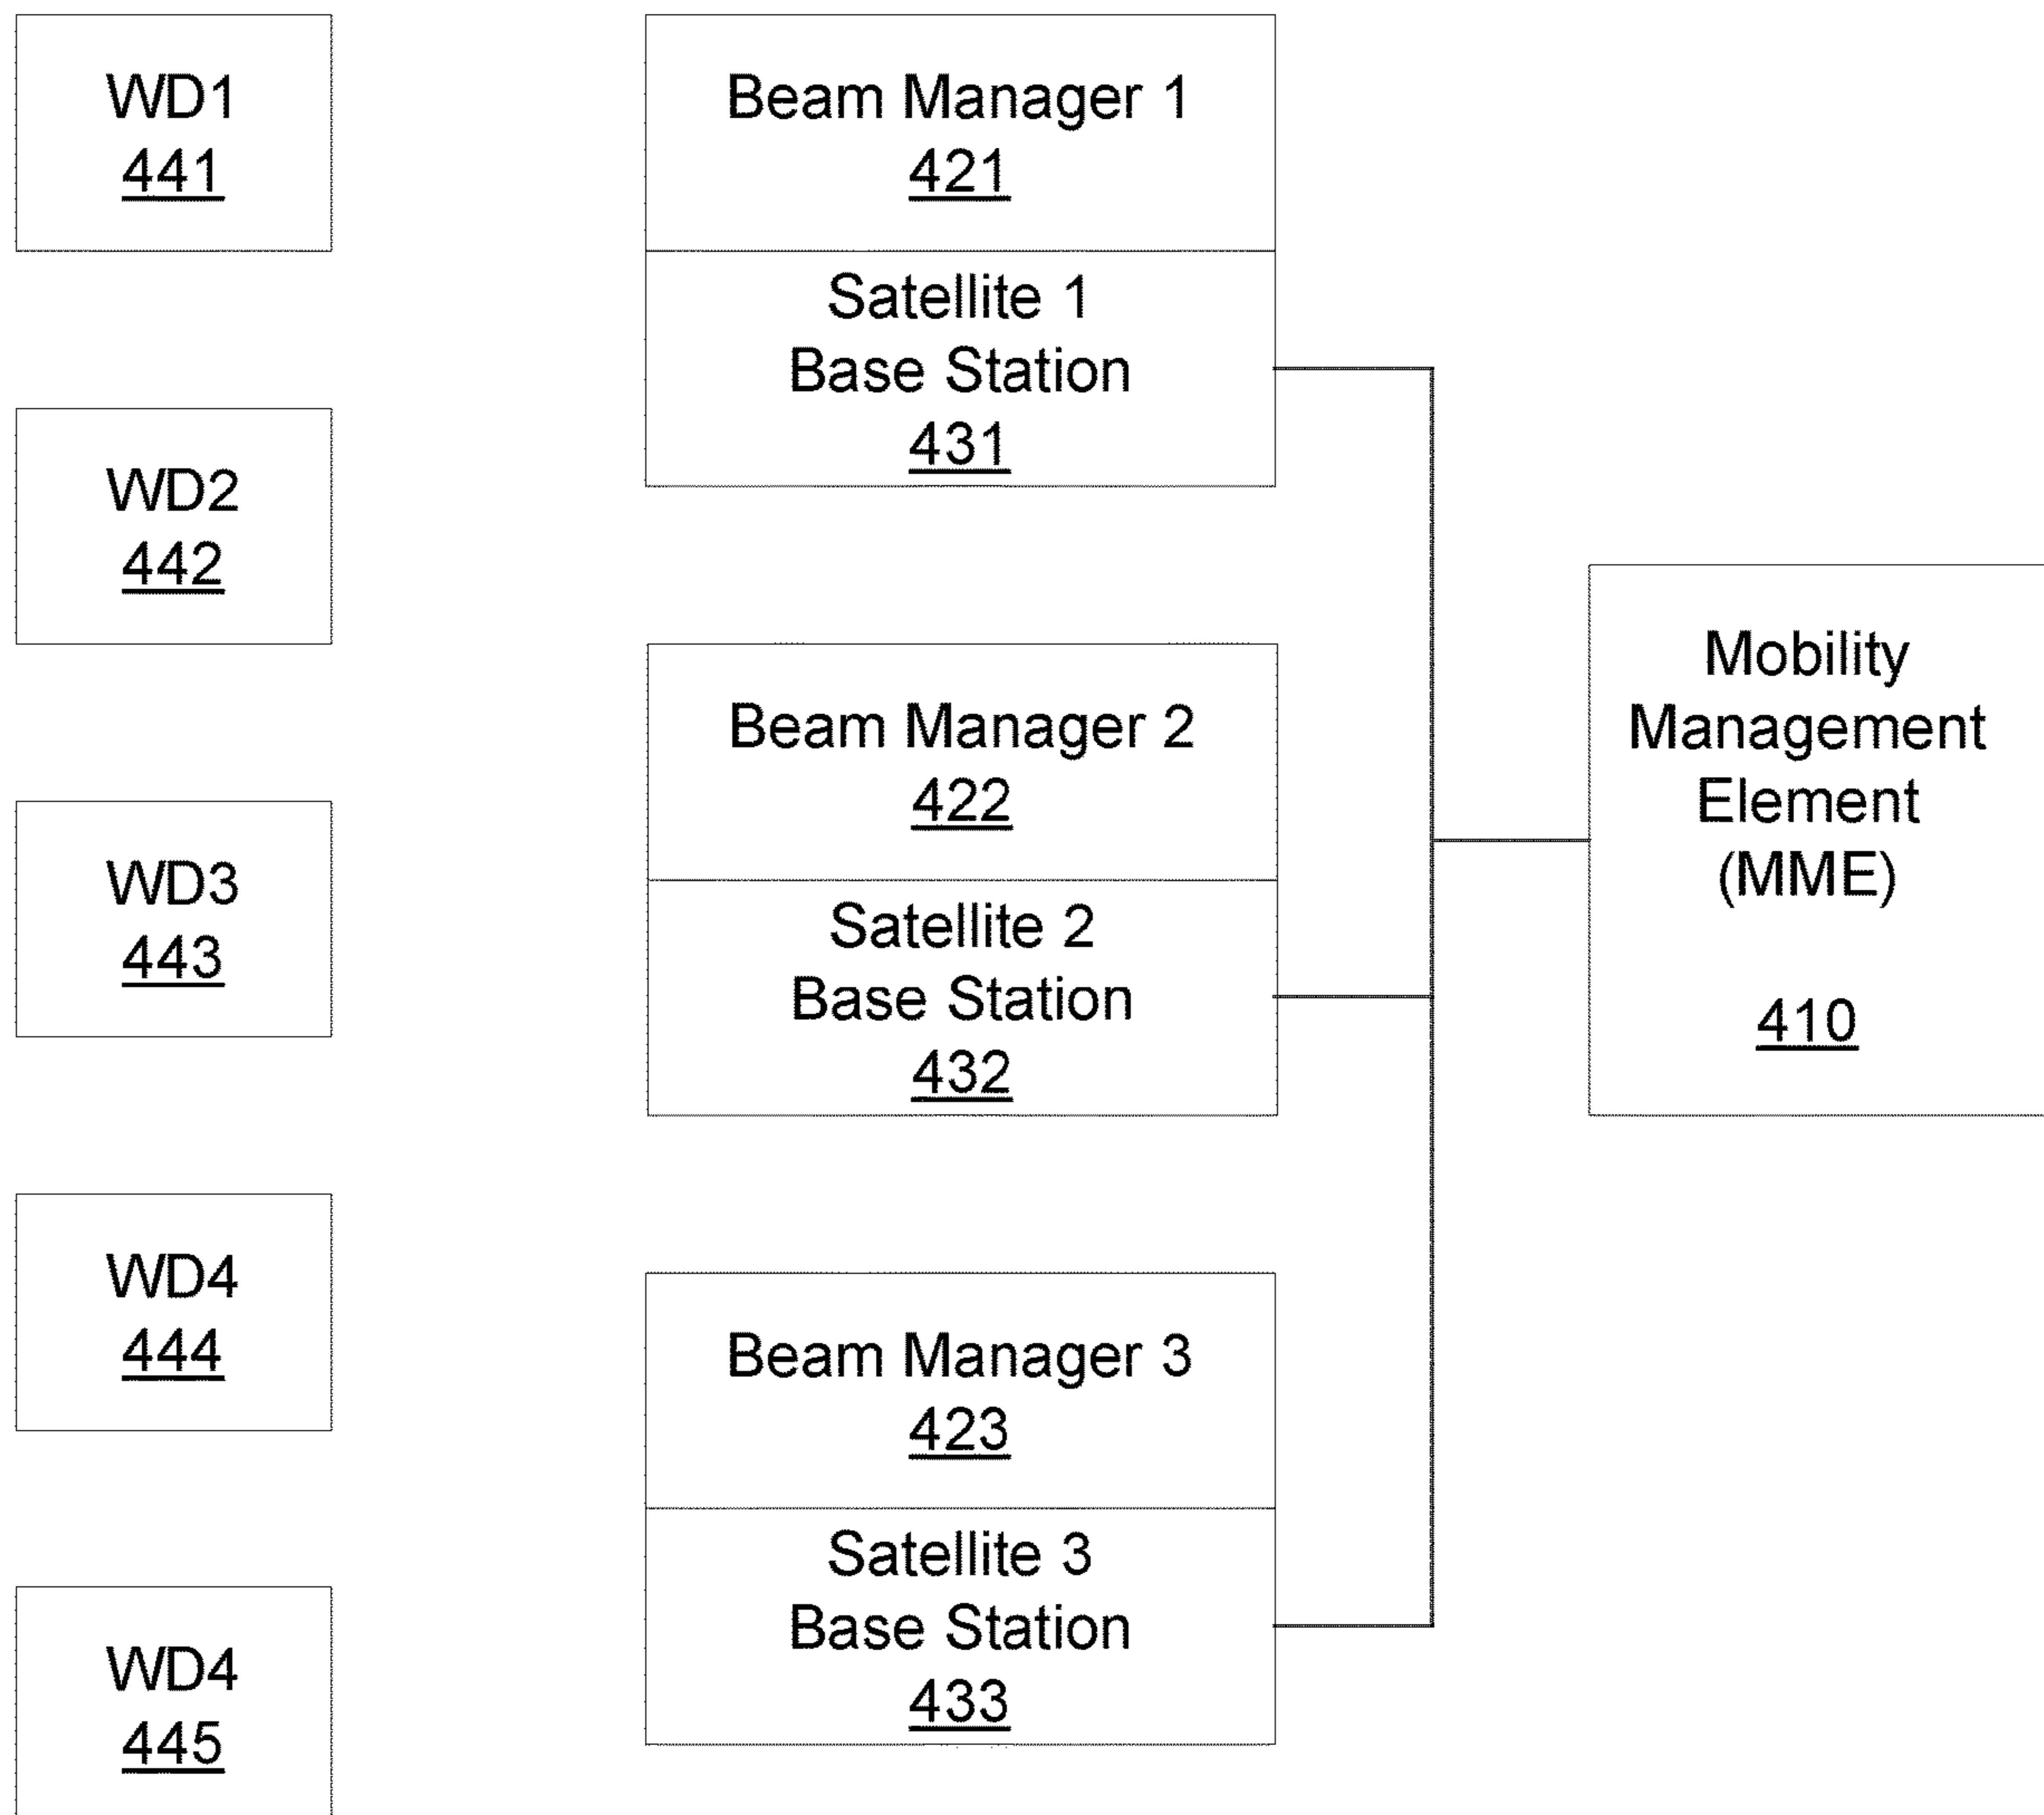 WD1
441
WD2
442
WD3
443
WD4
444
WD4
445
Beam Manager 1
421
Satellite 1
Base Station
431
Beam Manager 2
422
Satellite 2
Base Station
432
Beam Manager 3
423
Satellite 3
Base Station
433
Mobility
Management
Element
(MME)
410